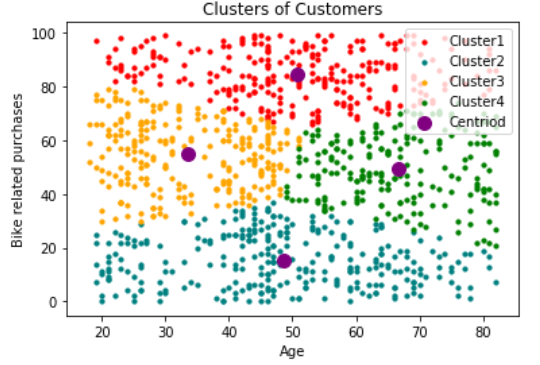 Clusters of Customers
100
80
60
40
20
0
Bike related purchases
20 30 40 50 60 70 80
Age
Cluster1
Cluster2
Cluster3
Cluster4
Centriod